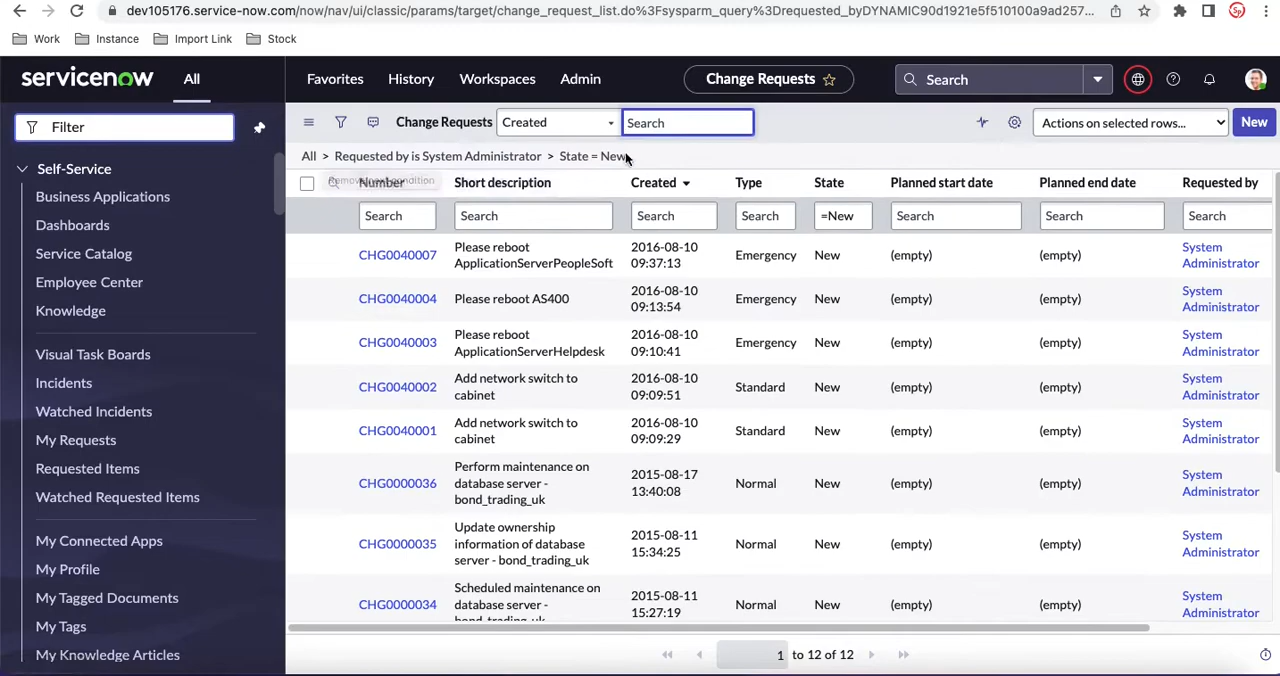 dev105176.service-now.com/now/nav/ui/classic/params/target/change_request_list.do%3Fsysparm_query%3Drequested_byDYNAMIC90d1921e5f510100a9ad257...
Work Instance Import Link Stock
servicenow All Favorites History Workspaces Admin Change Requests Search
Filter
Change Requests Created Search Actions on selected rows... New
All > Requested by is System Administrator > State = New
Self-Service
Business Applications
Dashboards
Service Catalog
Employee Center
Knowledge
Visual Task Boards
Incidents
Watched Incidents
My Requests
Requested Items
Watched Requested Items
My Connected Apps
My Profile
My Tagged Documents
My Tags
My Knowledge Articles
Number Short description Created Type State Planned start date Planned end date Requested by
Search Search Search Search =New Search Search Search
CHG0040007 Please reboot ApplicationServerPeopleSoft 2016-08-10 09:37:13 Emergency New (empty) (empty) System Administrator
CHG0040004 Please reboot AS400 2016-08-10 09:13:54 Emergency New (empty) (empty) System Administrator
CHG0040003 Please reboot ApplicationServerHelpdesk 2016-08-10 09:10:41 Emergency New (empty) (empty) System Administrator
CHG0040002 Add network switch to cabinet 2016-08-10 09:09:51 Standard New (empty) (empty) System Administrator
CHG0040001 Add network switch to cabinet 2016-08-10 09:09:29 Standard New (empty) (empty) System Administrator
CHG0000036 Perform maintenance on database server - bond_trading_uk 2015-08-17 13:40:08 Normal New (empty) (empty) System Administrator
CHG0000035 Update ownership information of database server - bond_trading_uk 2015-08-11 15:34:25 Normal New (empty) (empty) System Administrator
CHG0000034 Scheduled maintenance on database server - bond_trading_uk 2015-08-11 15:27:19 Normal New (empty) (empty) System Administrator
1 to 12 of 12